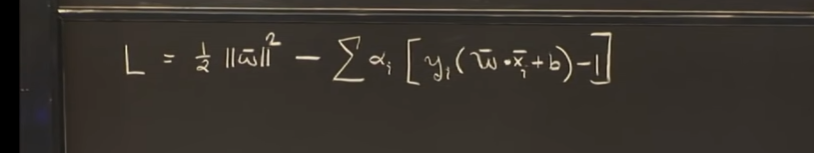 L = ½ ||w̄||² − ∑ αᵢ [yᵢ(w̄·x̄ᵢ+b)−1]